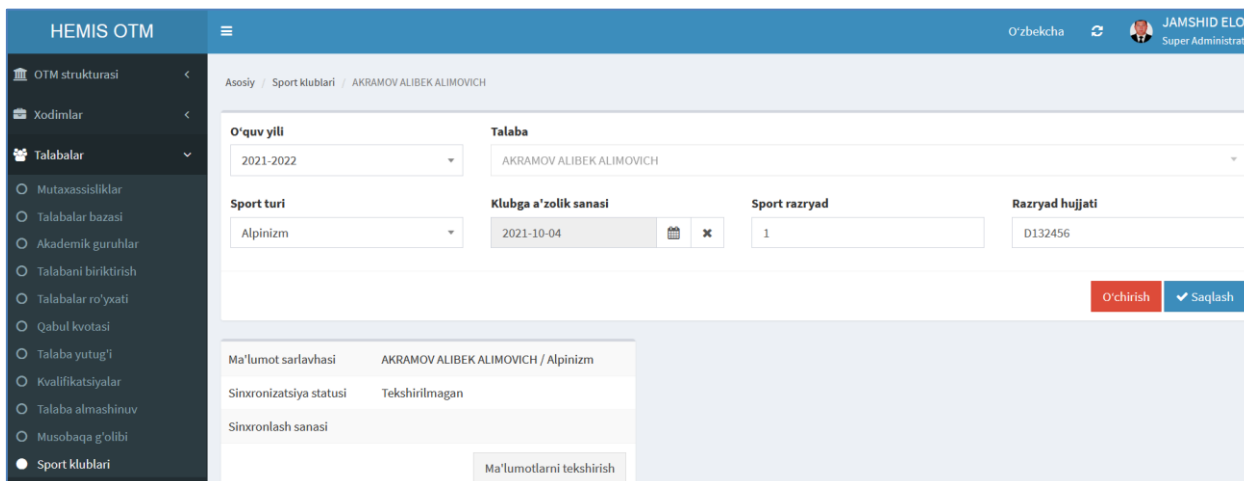 HEMIS OTM
O'zbekcha
JAMSHID ELO
Super Administrat
OTM strukturasi
Xodimlar
Talabalar
Mutaxassisliklar
Talabalar bazasi
Akademik guruhlar
Talabani biriktirish
Talabalar ro'yxati
Qabul kvotasi
Talaba yutug'i
Kvalifikatsiyalar
Talaba almashinuv
Musobaqa g'olibi
Sport klublari
Asosiy / Sport klublari / AKRAMOV ALIBEK ALIMOVICH
O‘quv yili Talaba
2021-2022 AKRAMOV ALIBEK ALIMOVICH
Sport turi Klubga a'zolik sanasi Sport razryad Razryad hujjati
Alpinizm 2021-10-04 1 D132456
O‘chirish Saqlash
Ma'lumot sarlavhasi AKRAMOV ALIBEK ALIMOVICH / Alpinizm
Sinxronizatsiya statusi Tekshirilmagan
Sinxronlash sanasi
Ma'lumotlarni tekshirish